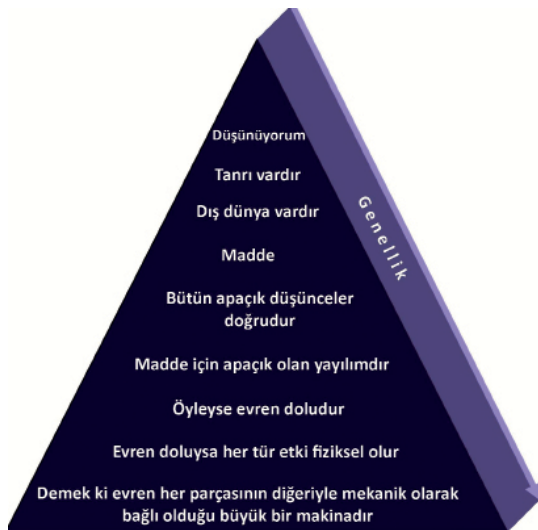 Düşünüyorum
Tanrı vardır
Dış dünya vardır
Genellik
Madde
Bütün apaçık düşünceler
doğrudur
Madde için apaçık olan yayılımdır
Öyleyse evren doludur
Evren doluysa her tür etki fiziksel olur
Demek ki evren her parçasının diğeriyle mekanik olarak
bağlı olduğu büyük bir makinadır